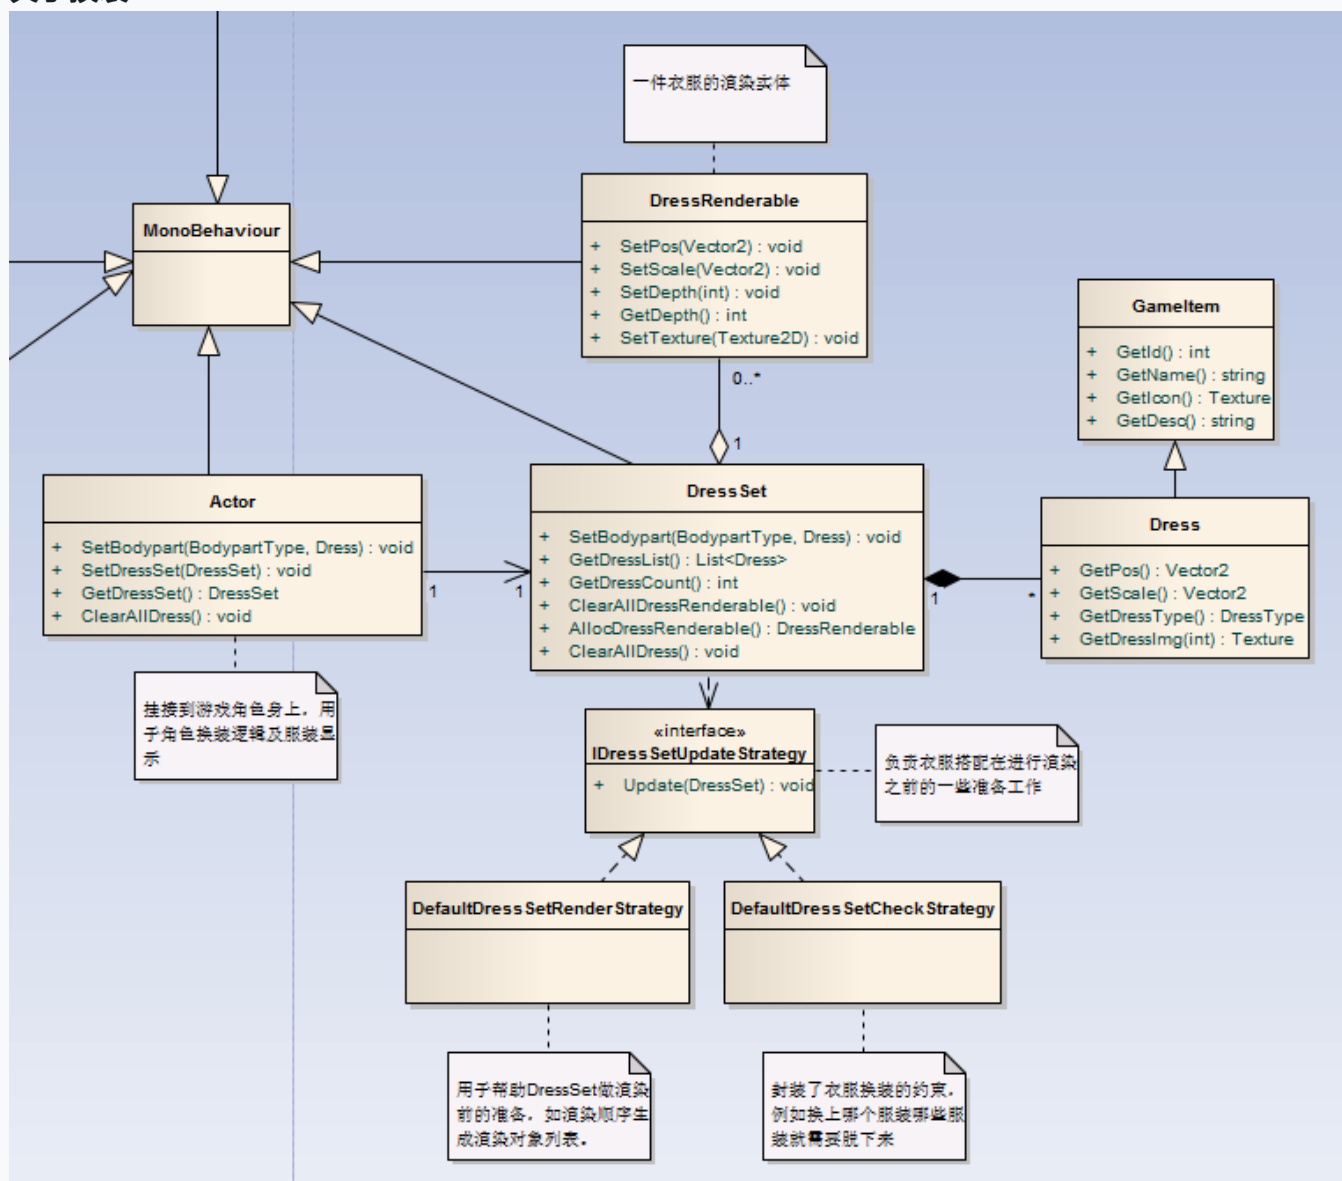 一件衣服的渲染实体
DressRenderable
+ SetPos(Vector2) : void
+ SetScale(Vector2) : void
+ SetDepth(int) : void
+ GetDepth() : int
+ SetTexture(Texture2D) : void
MonoBehaviour
GameItem
+ GetId() : int
+ GetName() : string
+ GetIcon() : Texture
+ GetDesc() : string
0..*
1
Actor
+ SetBodypart(BodypartType, Dress) : void
+ SetDressSet(DressSet) : void
+ GetDressSet() : DressSet
+ ClearAllDress() : void
1
1
DressSet
+ SetBodypart(BodypartType, Dress) : void
+ GetDressList() : List<Dress>
+ GetDressCount() : int
+ ClearAllDressRenderable() : void
+ AllocDressRenderable() : DressRenderable
+ ClearAllDress() : void
1
*
Dress
+ GetPos() : Vector2
+ GetScale() : Vector2
+ GetDressType() : DressType
+ GetDressImg(int) : Texture
挂接到游戏角色身上，用
于角色换装逻辑及服装显
示
«interface»
IDressSetUpdateStrategy
+ Update(DressSet) : void
负责衣服搭配在进行渲染
之前的一些准备工作
DefaultDressSetRenderStrategy
DefaultDressSetCheckStrategy
用于帮助DressSet做渲染
前的准备，如渲染顺序生
成渲染对象列表。
封装了衣服换装的约束，
例如换上哪个服装哪些服
装就需要脱下来